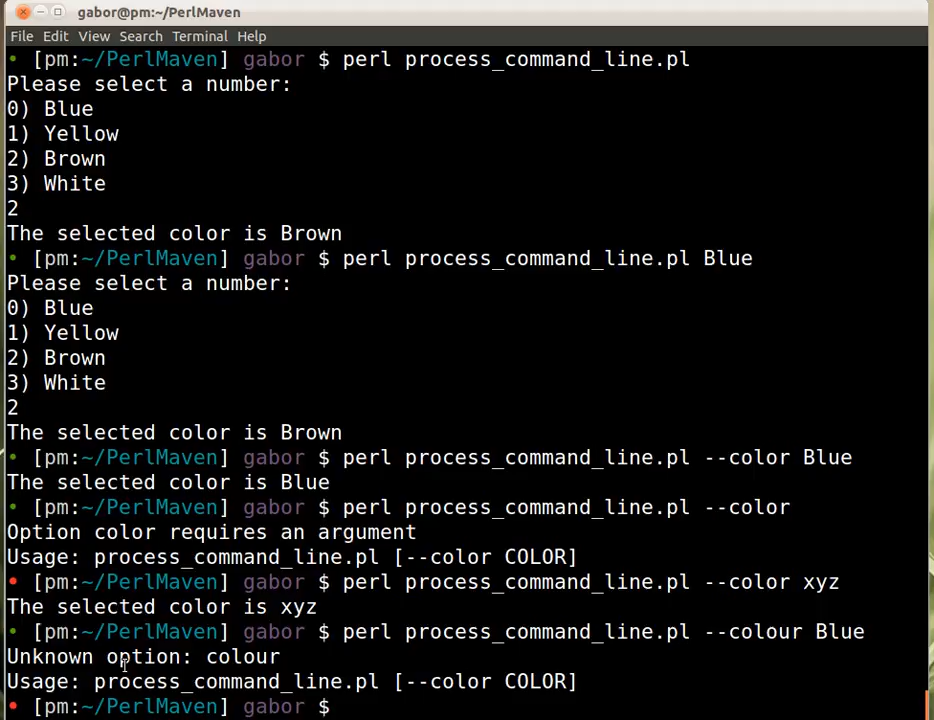 gabor@pm:~/PerlMaven
File Edit View Search Terminal Help
• [pm:~/PerlMaven] gabor $ perl process_command_line.pl
Please select a number:
0) Blue
1) Yellow
2) Brown
3) White
2
The selected color is Brown
• [pm:~/PerlMaven] gabor $ perl process_command_line.pl Blue
Please select a number:
0) Blue
1) Yellow
2) Brown
3) White
2
The selected color is Brown
• [pm:~/PerlMaven] gabor $ perl process_command_line.pl --color Blue
The selected color is Blue
• [pm:~/PerlMaven] gabor $ perl process_command_line.pl --color
Option color requires an argument
Usage: process_command_line.pl [--color COLOR]
• [pm:~/PerlMaven] gabor $ perl process_command_line.pl --color xyz
The selected color is xyz
• [pm:~/PerlMaven] gabor $ perl process_command_line.pl --colour Blue
Unknown option: colour
Usage: process_command_line.pl [--color COLOR]
• [pm:~/PerlMaven] gabor $